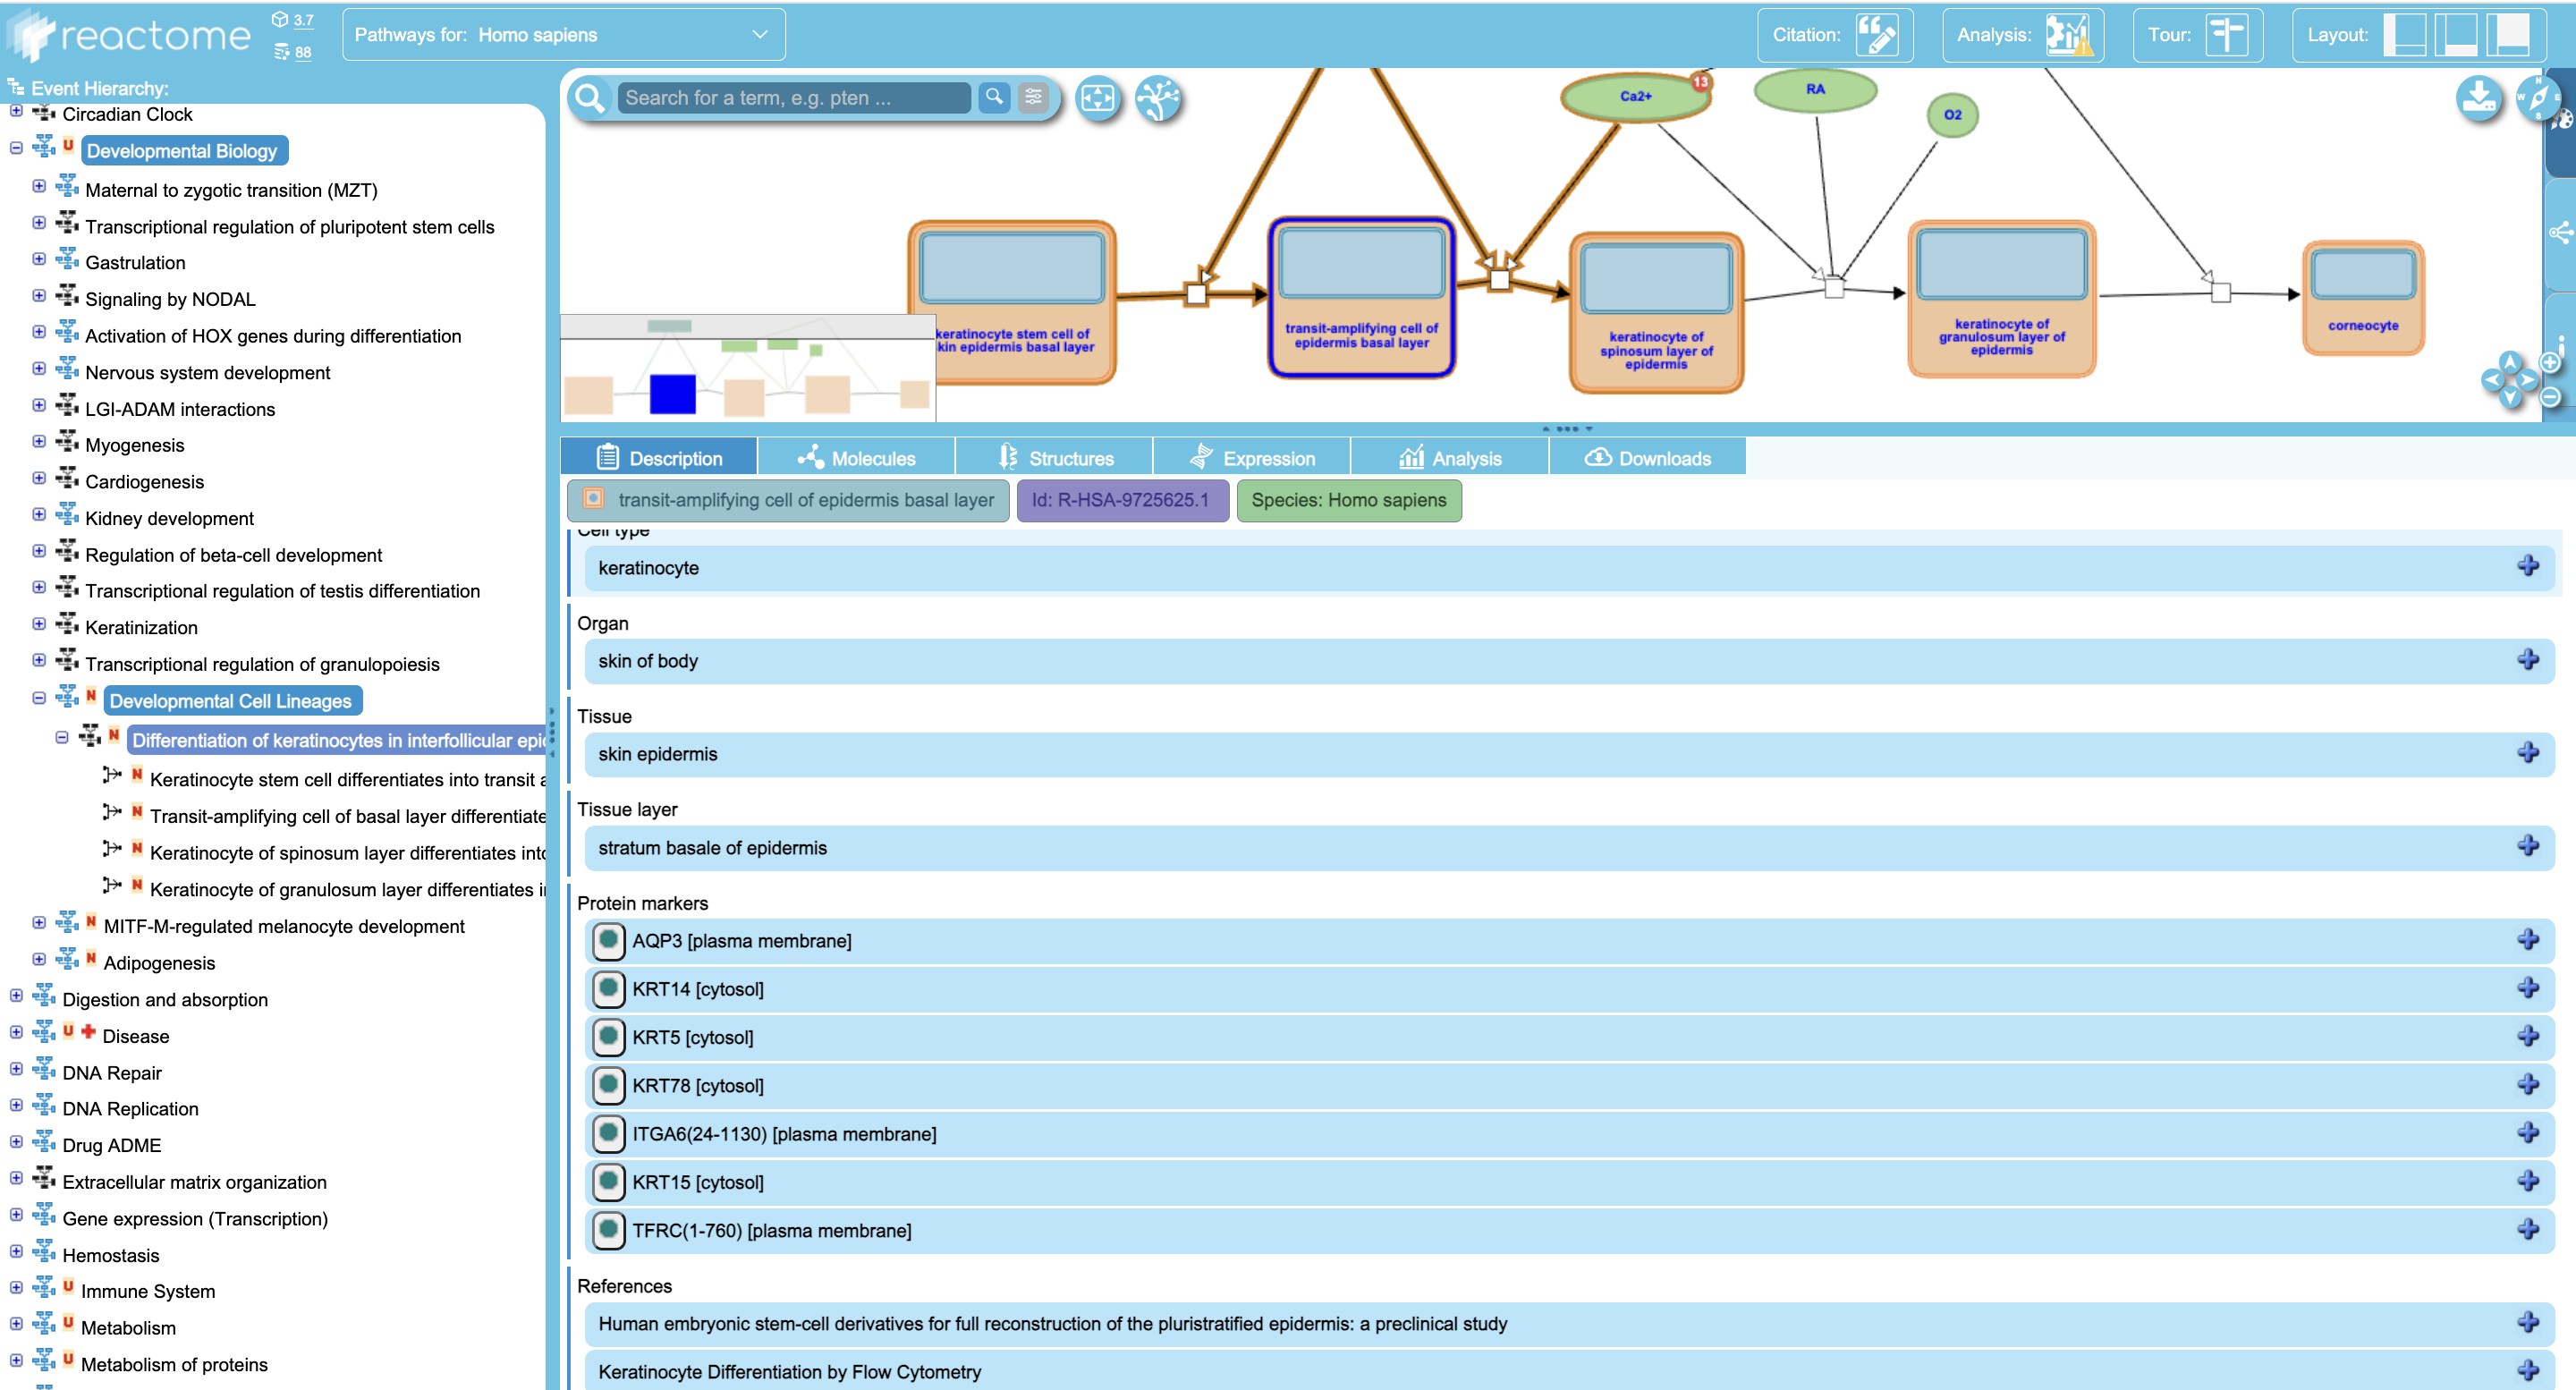 reactome
3.7
88
Pathways for: Homo sapiens
Citation:
Analysis:
Tour:
Layout:
Event Hierarchy:
Circadian Clock
U Developmental Biology
Maternal to zygotic transition (MZT)
Transcriptional regulation of pluripotent stem cells
Gastrulation
Signaling by NODAL
Activation of HOX genes during differentiation
Nervous system development
LGI-ADAM interactions
Myogenesis
Cardiogenesis
Kidney development
Regulation of beta-cell development
Transcriptional regulation of testis differentiation
Keratinization
Transcriptional regulation of granulopoiesis
N Developmental Cell Lineages
N Differentiation of keratinocytes in interfollicular epi
N Keratinocyte stem cell differentiates into transit a
N Transit-amplifying cell of basal layer differentiate
N Keratinocyte of spinosum layer differentiates into
N Keratinocyte of granulosum layer differentiates i
N MITF-M-regulated melanocyte development
N Adipogenesis
Digestion and absorption
U Disease
DNA Repair
DNA Replication
Drug ADME
Extracellular matrix organization
Gene expression (Transcription)
Hemostasis
U Immune System
U Metabolism
U Metabolism of proteins
Search for a term, e.g. pten ...
Ca2+
13
RA
O2
N
W
E
S
keratinocyte stem cell of
skin epidermis basal layer
transit-amplifying cell of
epidermis basal layer
keratinocyte of
spinosum layer of
epidermis
keratinocyte of
granulosum layer of
epidermis
corneocyte
Description
Molecules
Structures
Expression
Analysis
Downloads
transit-amplifying cell of epidermis basal layer
Id: R-HSA-9725625.1
Species: Homo sapiens
Cell type
keratinocyte
Organ
skin of body
Tissue
skin epidermis
Tissue layer
stratum basale of epidermis
Protein markers
AQP3 [plasma membrane]
KRT14 [cytosol]
KRT5 [cytosol]
KRT78 [cytosol]
ITGA6(24-1130) [plasma membrane]
KRT15 [cytosol]
TFRC(1-760) [plasma membrane]
References
Human embryonic stem-cell derivatives for full reconstruction of the pluristratified epidermis: a preclinical study
Keratinocyte Differentiation by Flow Cytometry